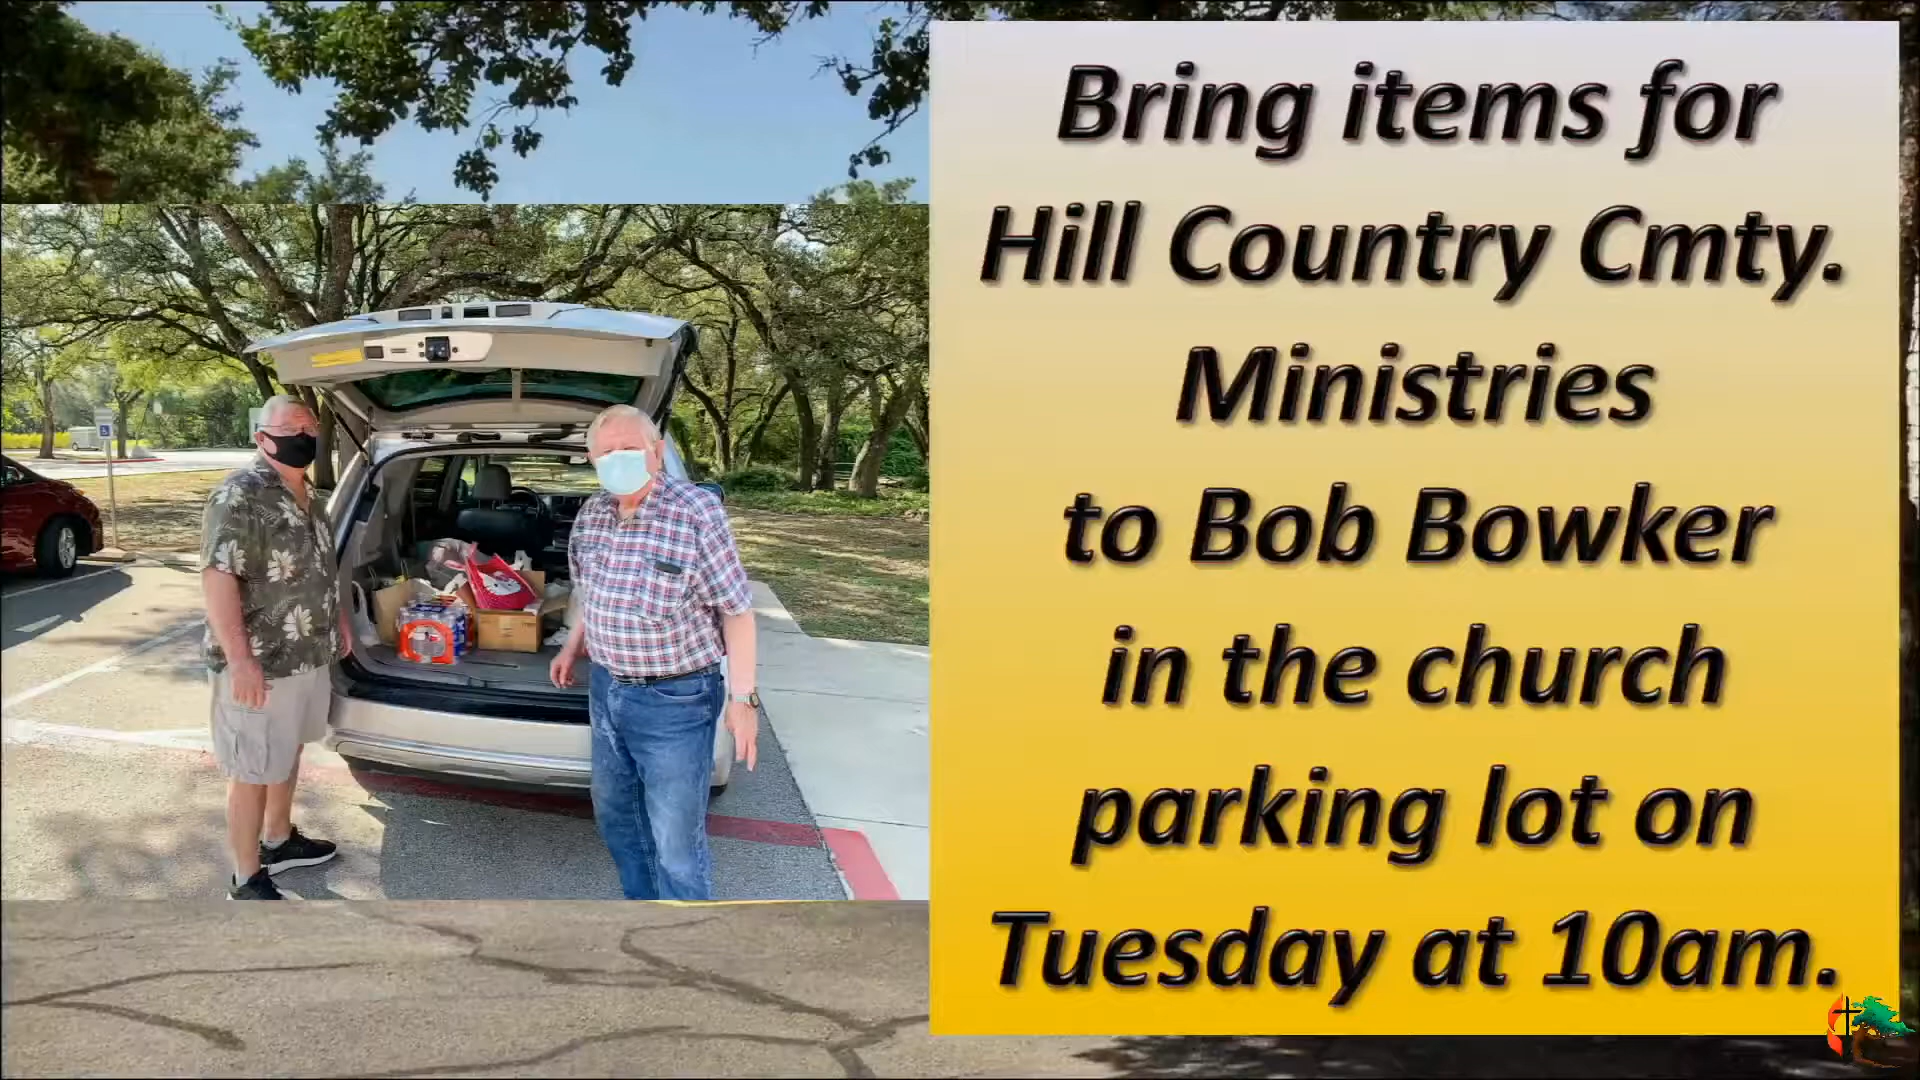 Bring items for
Hill Country Cmty.
Ministries
to Bob Bowker
in the church
parking lot on
Tuesday at 10am.